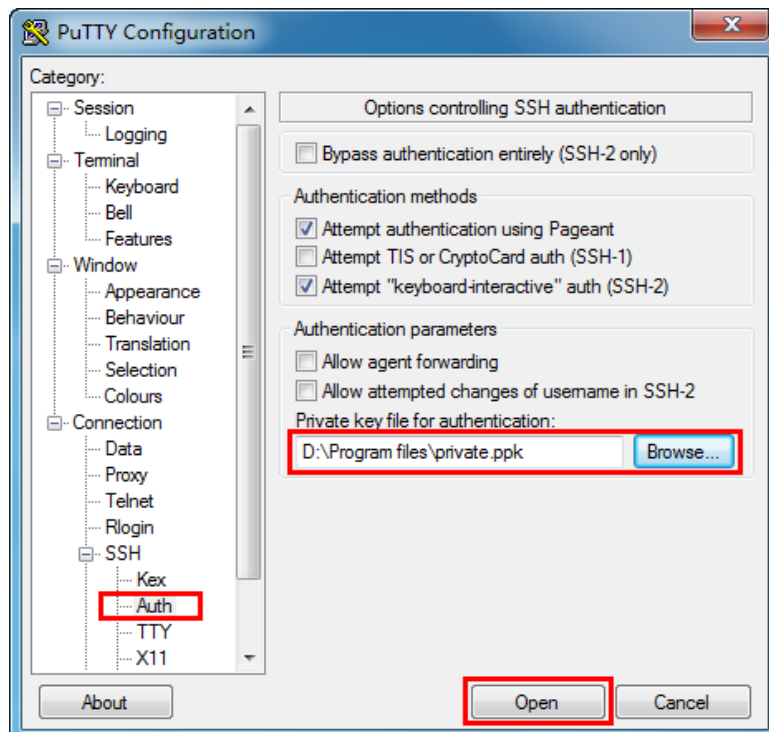 PuTTY Configuration
Category:
Session
Logging
Terminal
Keyboard
Bell
Features
Window
Appearance
Behaviour
Translation
Selection
Colours
Connection
Data
Proxy
Telnet
Rlogin
SSH
Kex
Auth
TTY
X11
Options controlling SSH authentication
Bypass authentication entirely (SSH-2 only)
Authentication methods
Attempt authentication using Pageant
Attempt TIS or CryptoCard auth (SSH-1)
Attempt "keyboard-interactive" auth (SSH-2)
Authentication parameters
Allow agent forwarding
Allow attempted changes of username in SSH-2
Private key file for authentication:
D:\Program files\private.ppk Browse...
About Open Cancel